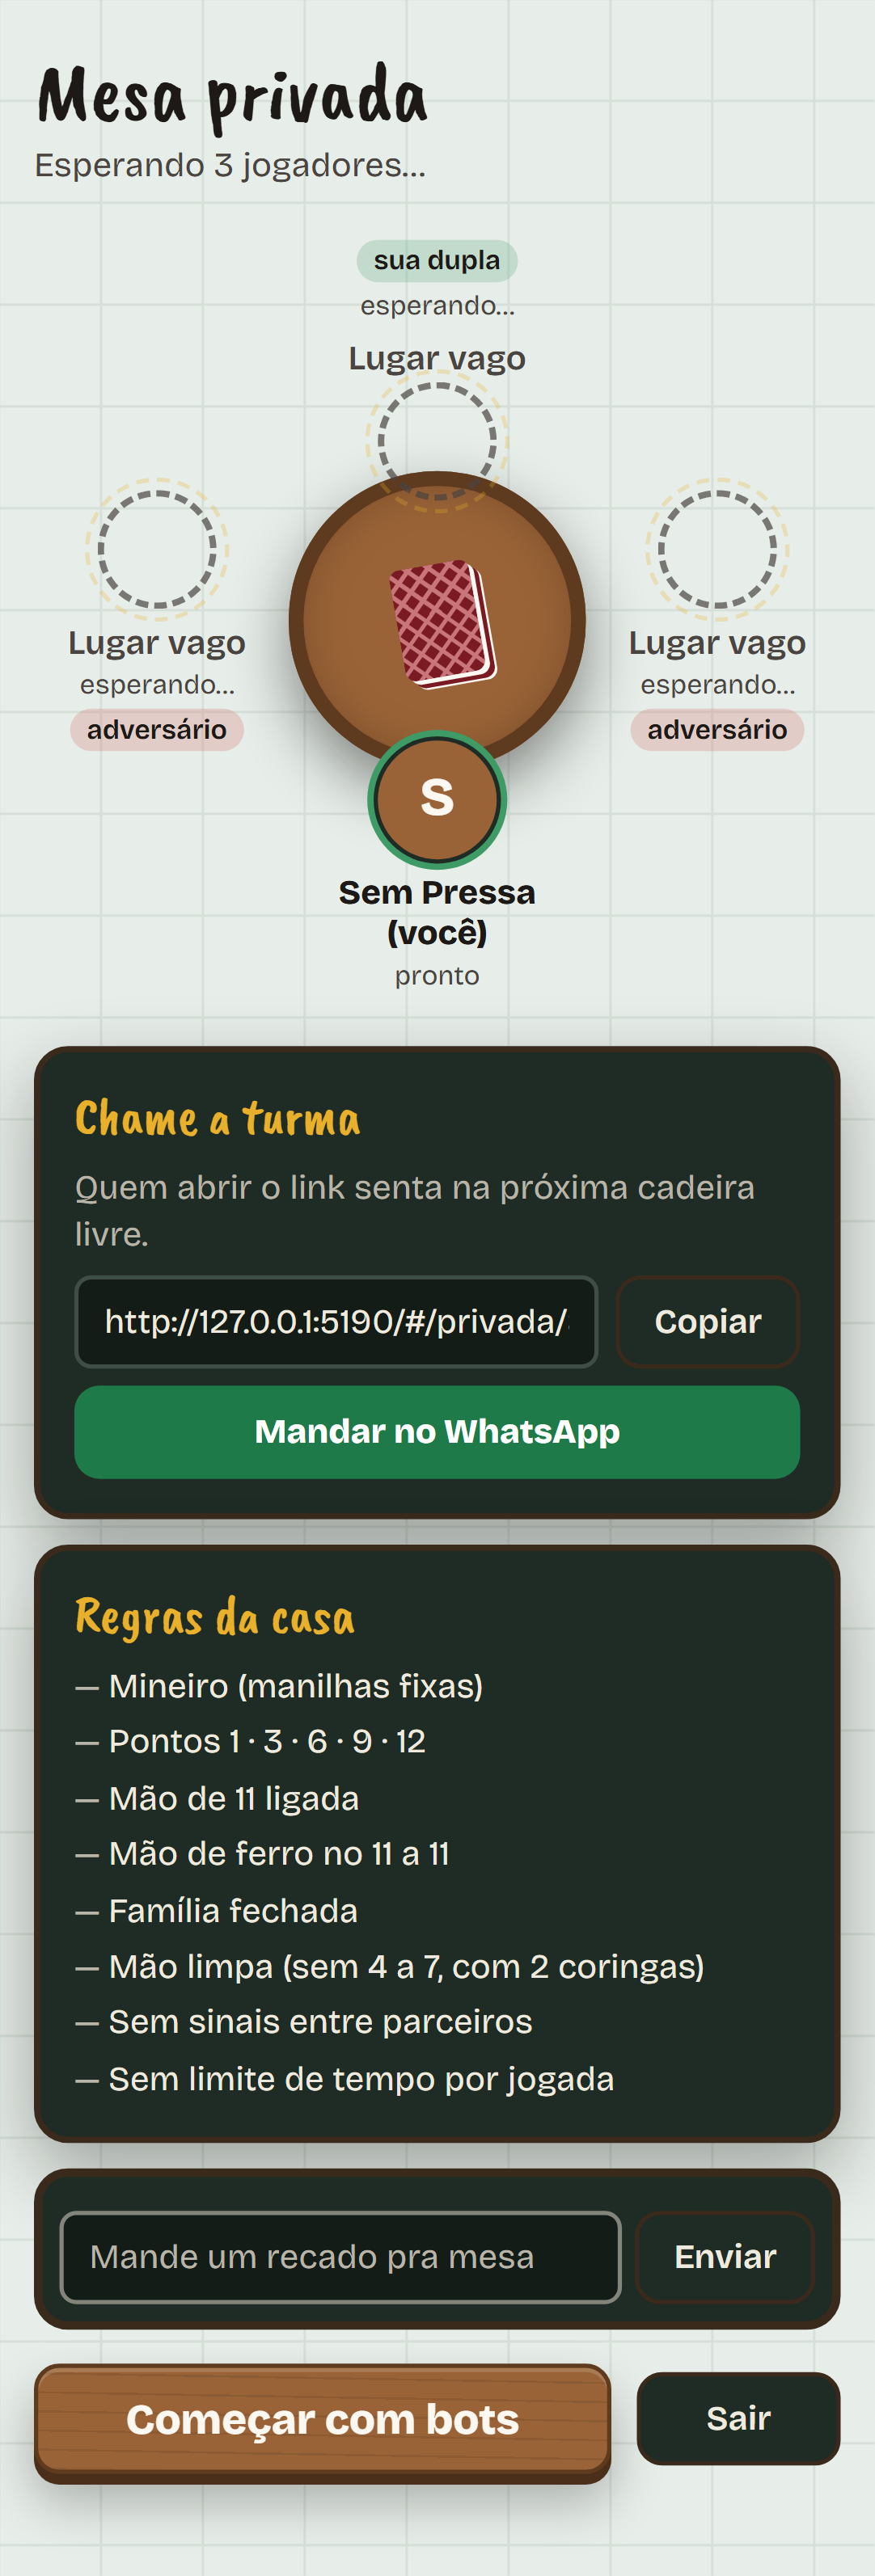 Mesa privada
Esperando 3 jogadores...
sua dupla
esperando...
Lugar vago
Lugar vago
esperando...
adversário
Lugar vago
esperando...
adversário
S
Sem Pressa
(você)
pronto
Chame a turma
Quem abrir o link senta na próxima cadeira
livre.
http://127.0.0.1:5190/#/privada/
Copiar
Mandar no WhatsApp
Regras da casa
— Mineiro (manilhas fixas)
— Pontos 1 · 3 · 6 · 9 · 12
— Mão de 11 ligada
— Mão de ferro no 11 a 11
— Família fechada
— Mão limpa (sem 4 a 7, com 2 coringas)
— Sem sinais entre parceiros
— Sem limite de tempo por jogada
Mande um recado pra mesa
Enviar
Começar com bots
Sair